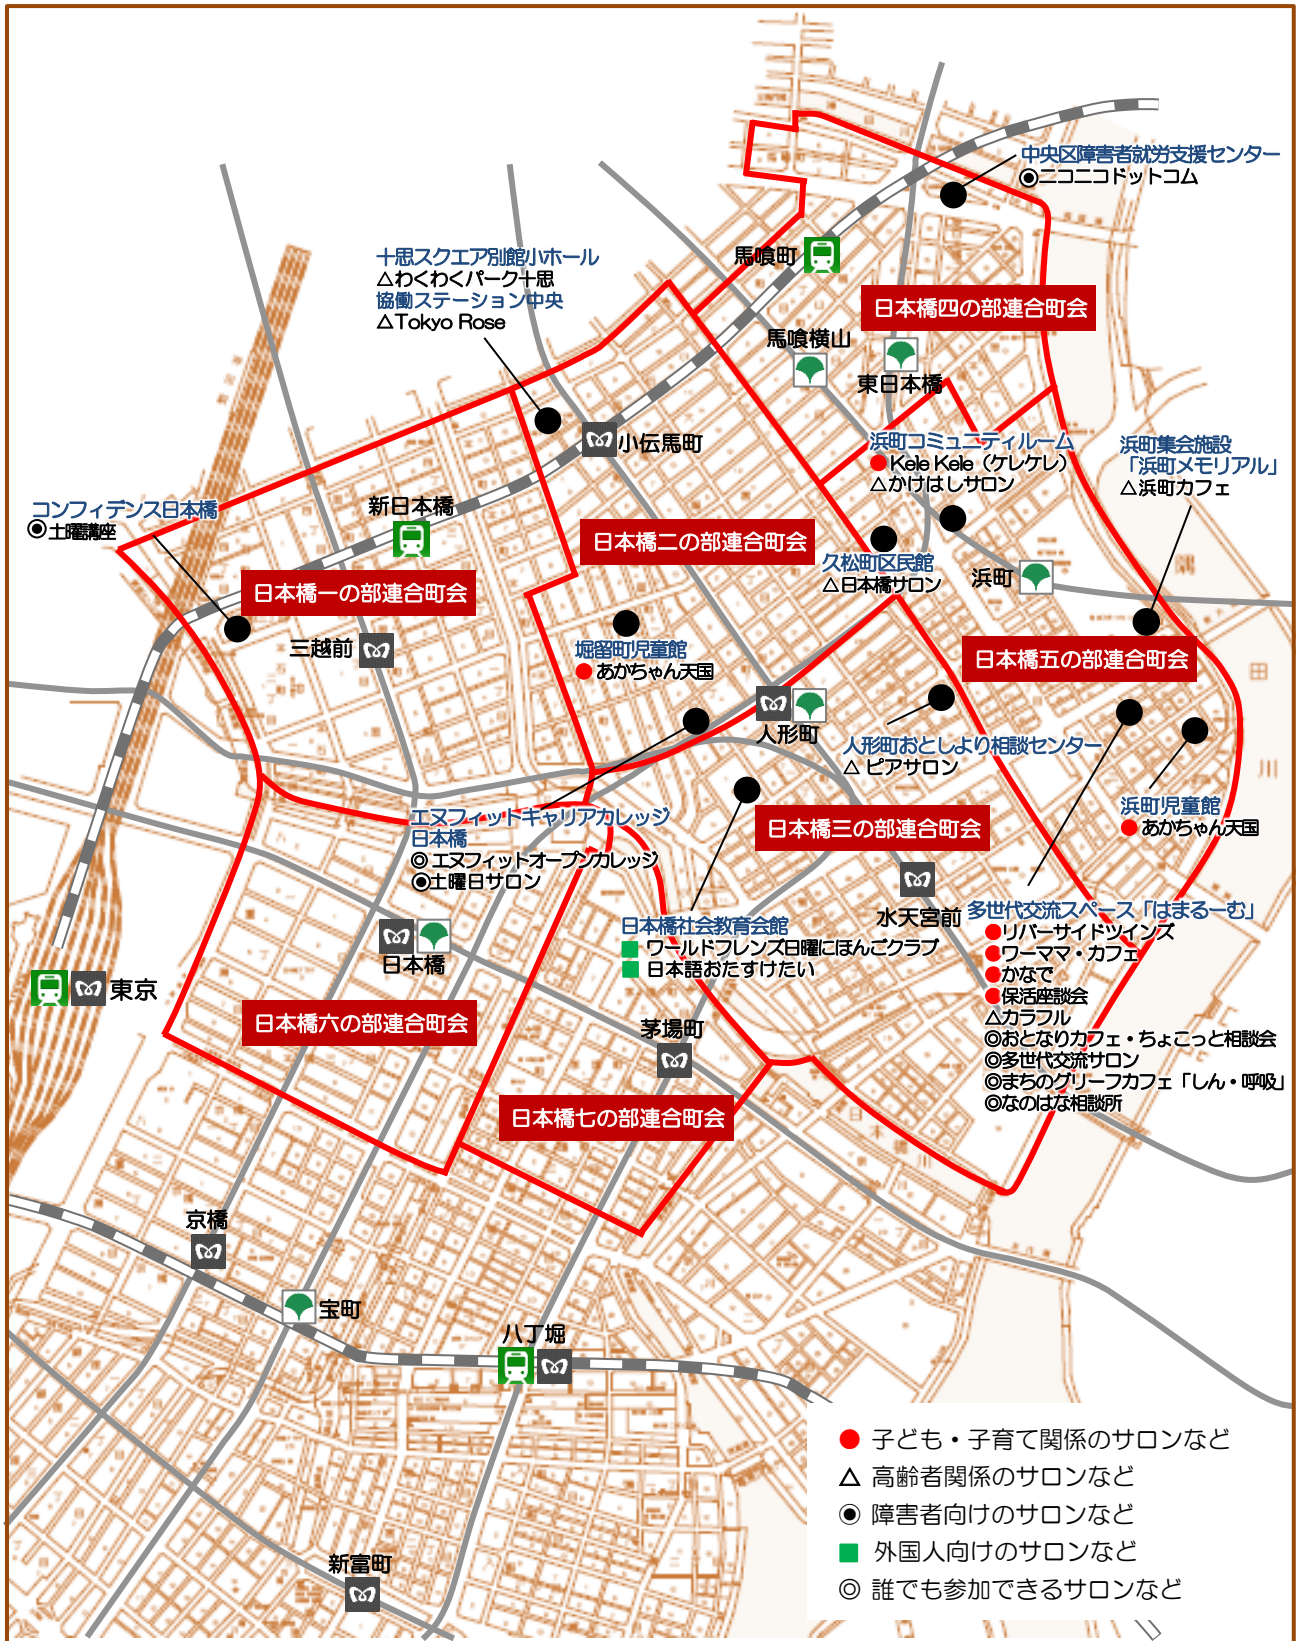 中央区障害者就労支援センター
◉ニコニコドットコム
十思スクエア別館小ホール
△わくわくパーク十思
協働ステーション中央
△Tokyo Rose
馬喰町
日本橋四の部連合町会
馬喰横山
東日本橋
小伝馬町
浜町コミュニティルーム
●Kele Kele（ケレケレ）
△かけはしサロン
浜町集会施設
「浜町メモリアル」
△浜町カフェ
コンフィデンス日本橋
◉土曜講座
新日本橋
日本橋二の部連合町会
久松町区民館
△日本橋サロン
浜町
隅
日本橋一の部連合町会
三越前
堀留町児童館
●あかちゃん天国
日本橋五の部連合町会
田
人形町
人形町おとしより相談センター
△ ピアサロン
川
エヌフィットキャリアカレッジ
日本橋
◎エヌフィットオープンカレッジ
◉土曜日サロン
日本橋三の部連合町会
浜町児童館
●あかちゃん天国
水天宮前
日本橋社会教育会館
■ ワールドフレンズ日曜にほんごクラブ
■ 日本語おたすけたい
多世代交流スペース「はまるーむ」
●リバーサイドツインズ
●ワーママ・カフェ
●かなで
●保活座談会
△カラフル
◎おとなりカフェ・ちょこっと相談会
◎多世代交流サロン
◎まちのグリーフカフェ「しん・呼吸」
◎なのはな相談所
日本橋
東京
日本橋六の部連合町会
茅場町
日本橋七の部連合町会
京橋
宝町
八丁堀
新富町
● 子ども・子育て関係のサロンなど
△ 高齢者関係のサロンなど
◉ 障害者向けのサロンなど
■ 外国人向けのサロンなど
◎ 誰でも参加できるサロンなど